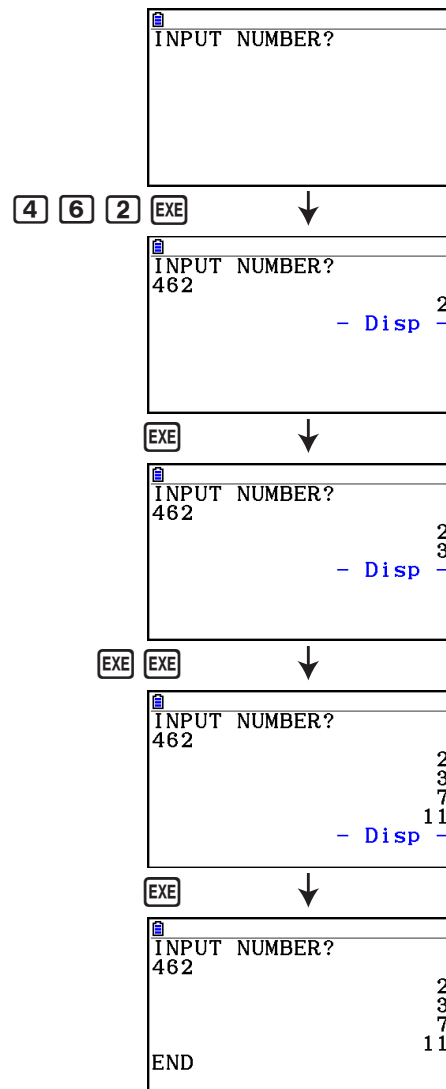 INPUT NUMBER?
4 6 2 EXE
INPUT NUMBER?
462
2
- Disp -
EXE
INPUT NUMBER?
462
2
3
- Disp -
EXE EXE
INPUT NUMBER?
462
2
3
7
11
- Disp -
EXE
INPUT NUMBER?
462
2
3
7
11
END